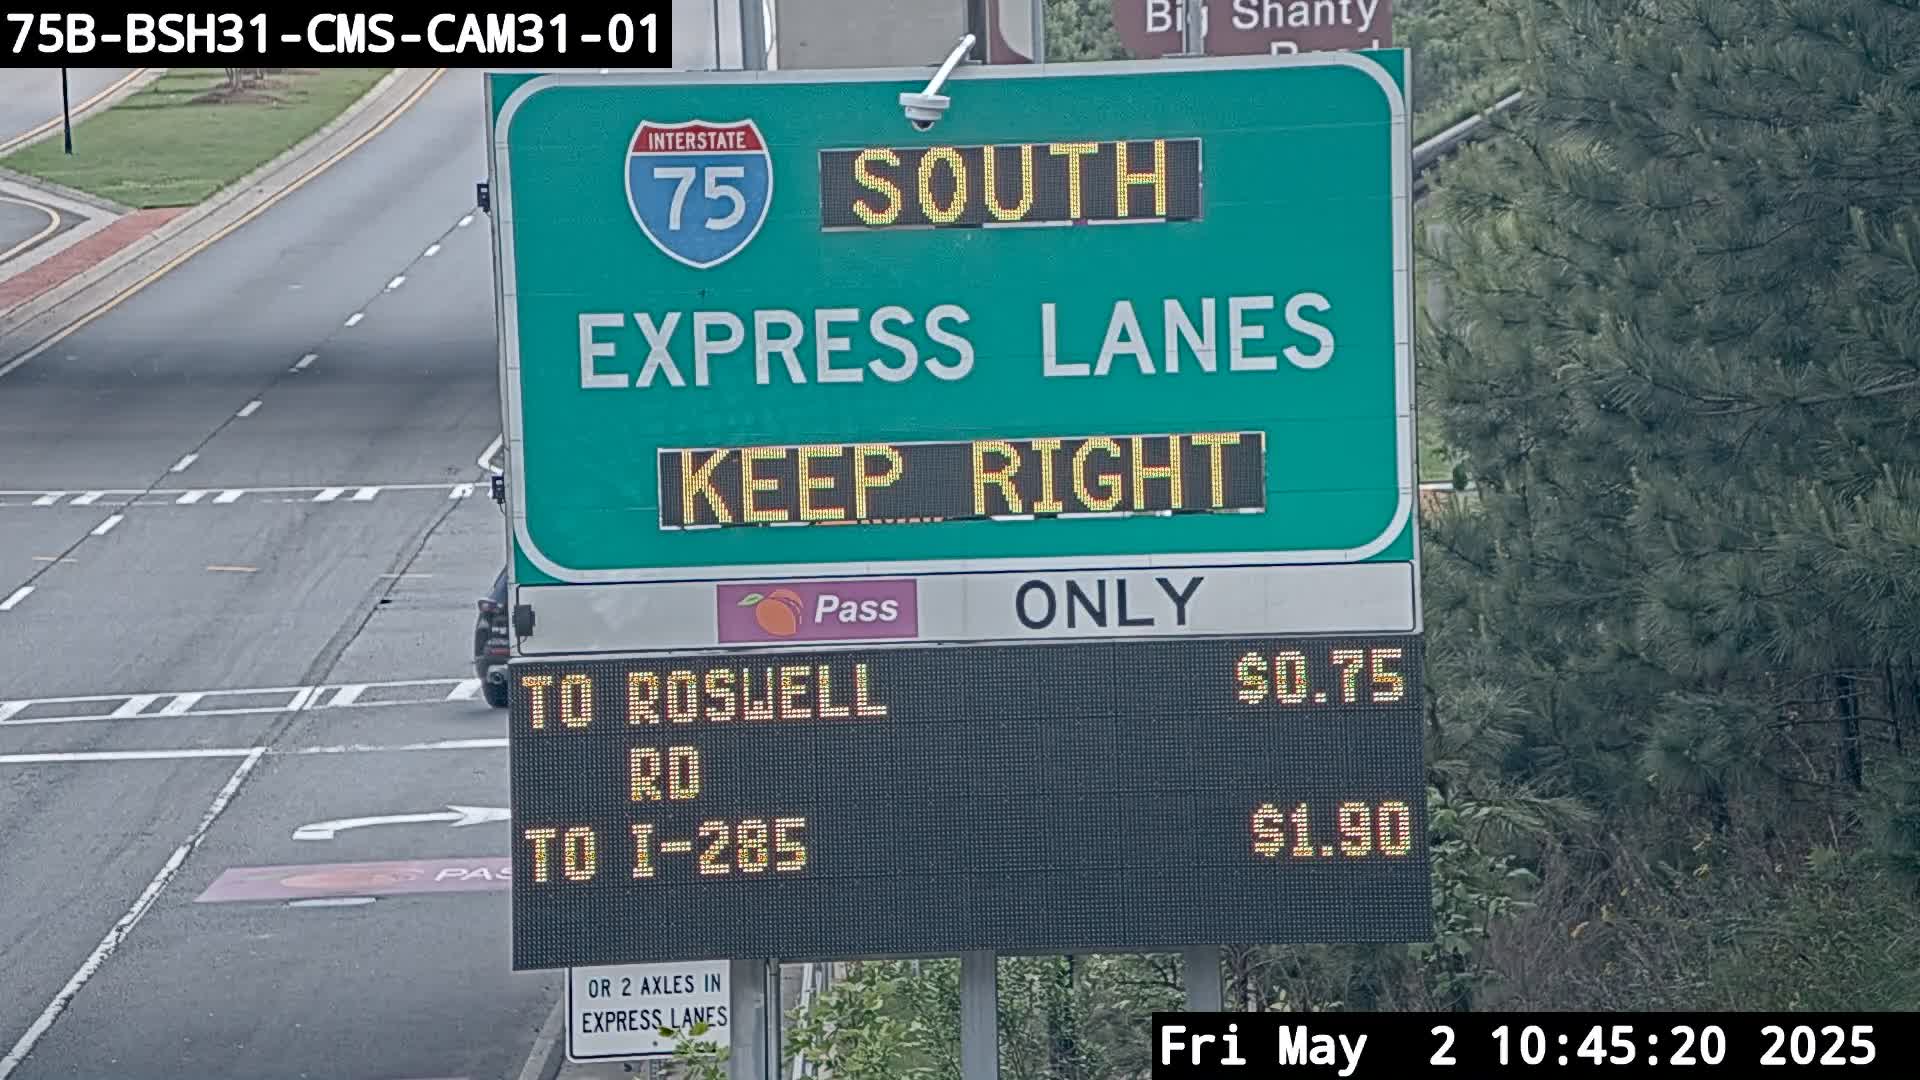 75B-BSH31-CMS-CAM31-01
Big Shanty
Road
INTERSTATE
75
SOUTH
EXPRESS LANES
KEEP RIGHT
Pass ONLY
TO ROSWELL $0.75
RD
TO I-285 $1.90
PAS
OR 2 AXLES IN
EXPRESS LANES
Fri May 2 10:45:20 2025